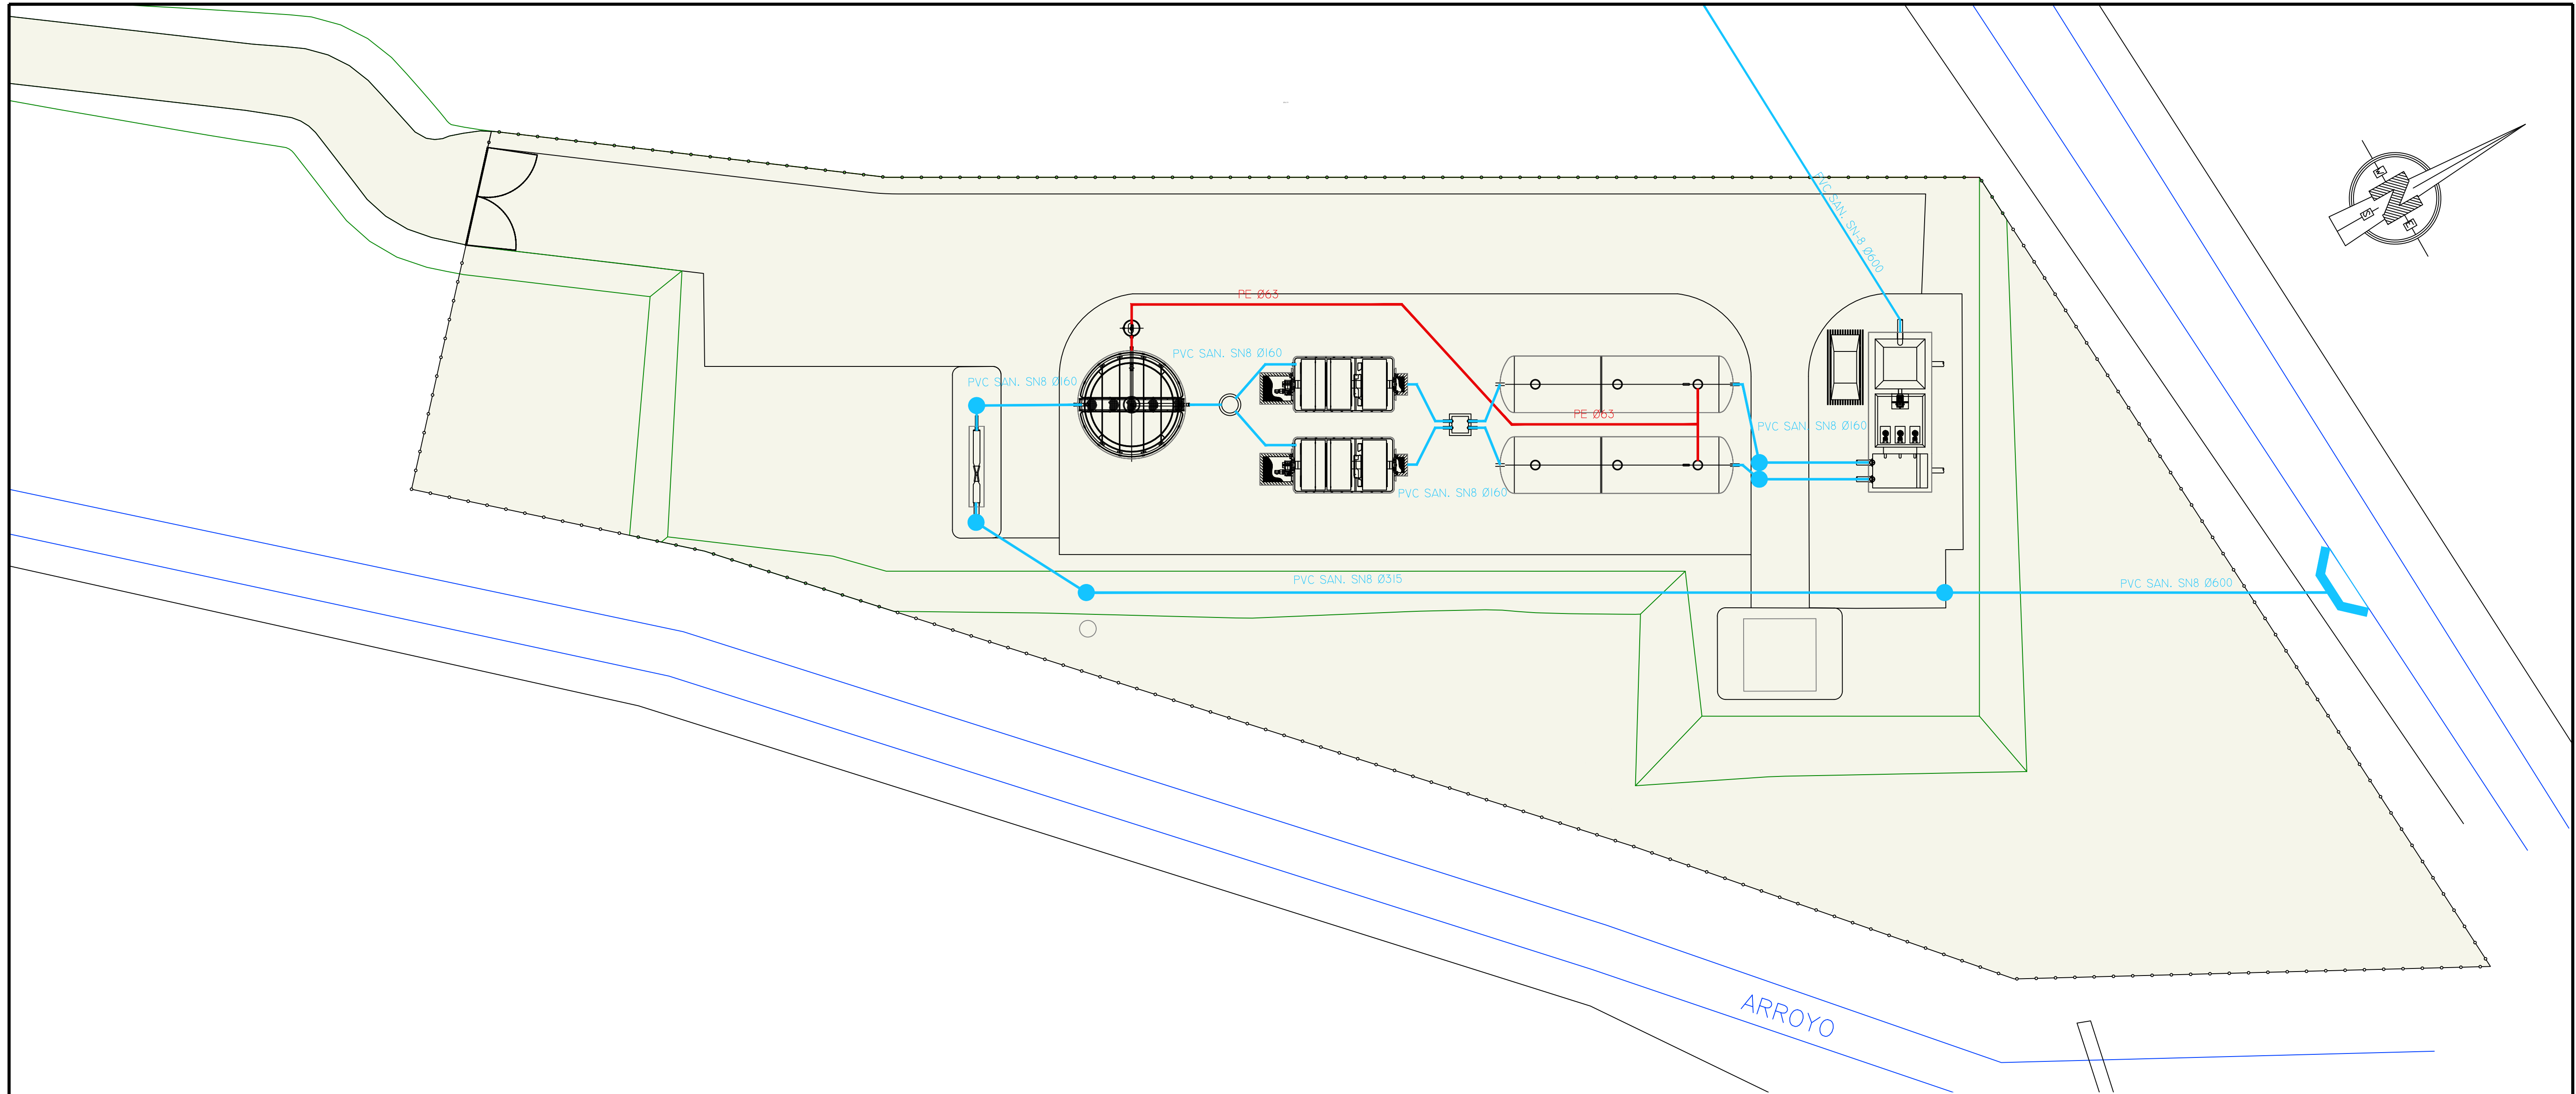 PVC SAN. SN-8 Ø600
N
PE Ø63
PVC SAN. SN8 Ø160
PVC SAN. SN8 Ø160
PE Ø63
PVC SAN. SN8 Ø160
PVC SAN. SN8 Ø160
PVC SAN. SN8 Ø315
PVC SAN. SN8 Ø600
ARROYO